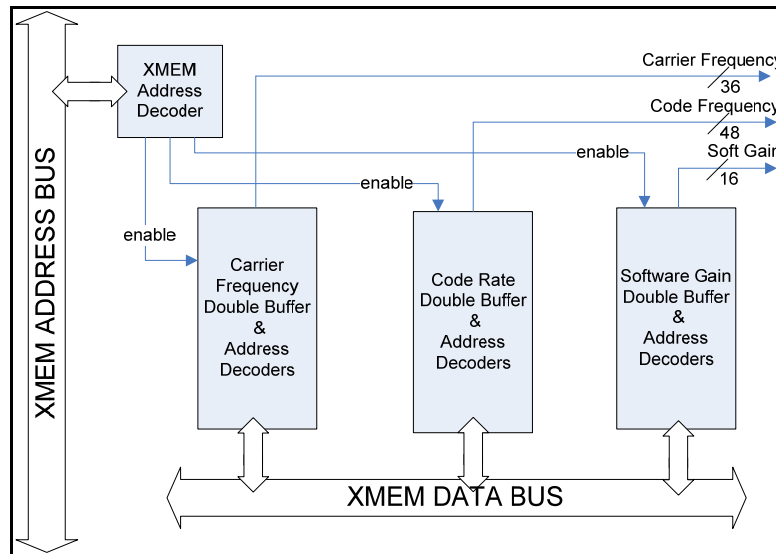 XMEM ADDRESS BUS
XMEM
Address
Decoder
Carrier Frequency
36
Code Frequency
48
Soft Gain
16
enable
enable
enable
Carrier
Frequency
Double Buffer
&
Address
Decoders
Code Rate
Double Buffer
&
Address
Decoders
Software Gain
Double Buffer
&
Address
Decoders
XMEM DATA BUS